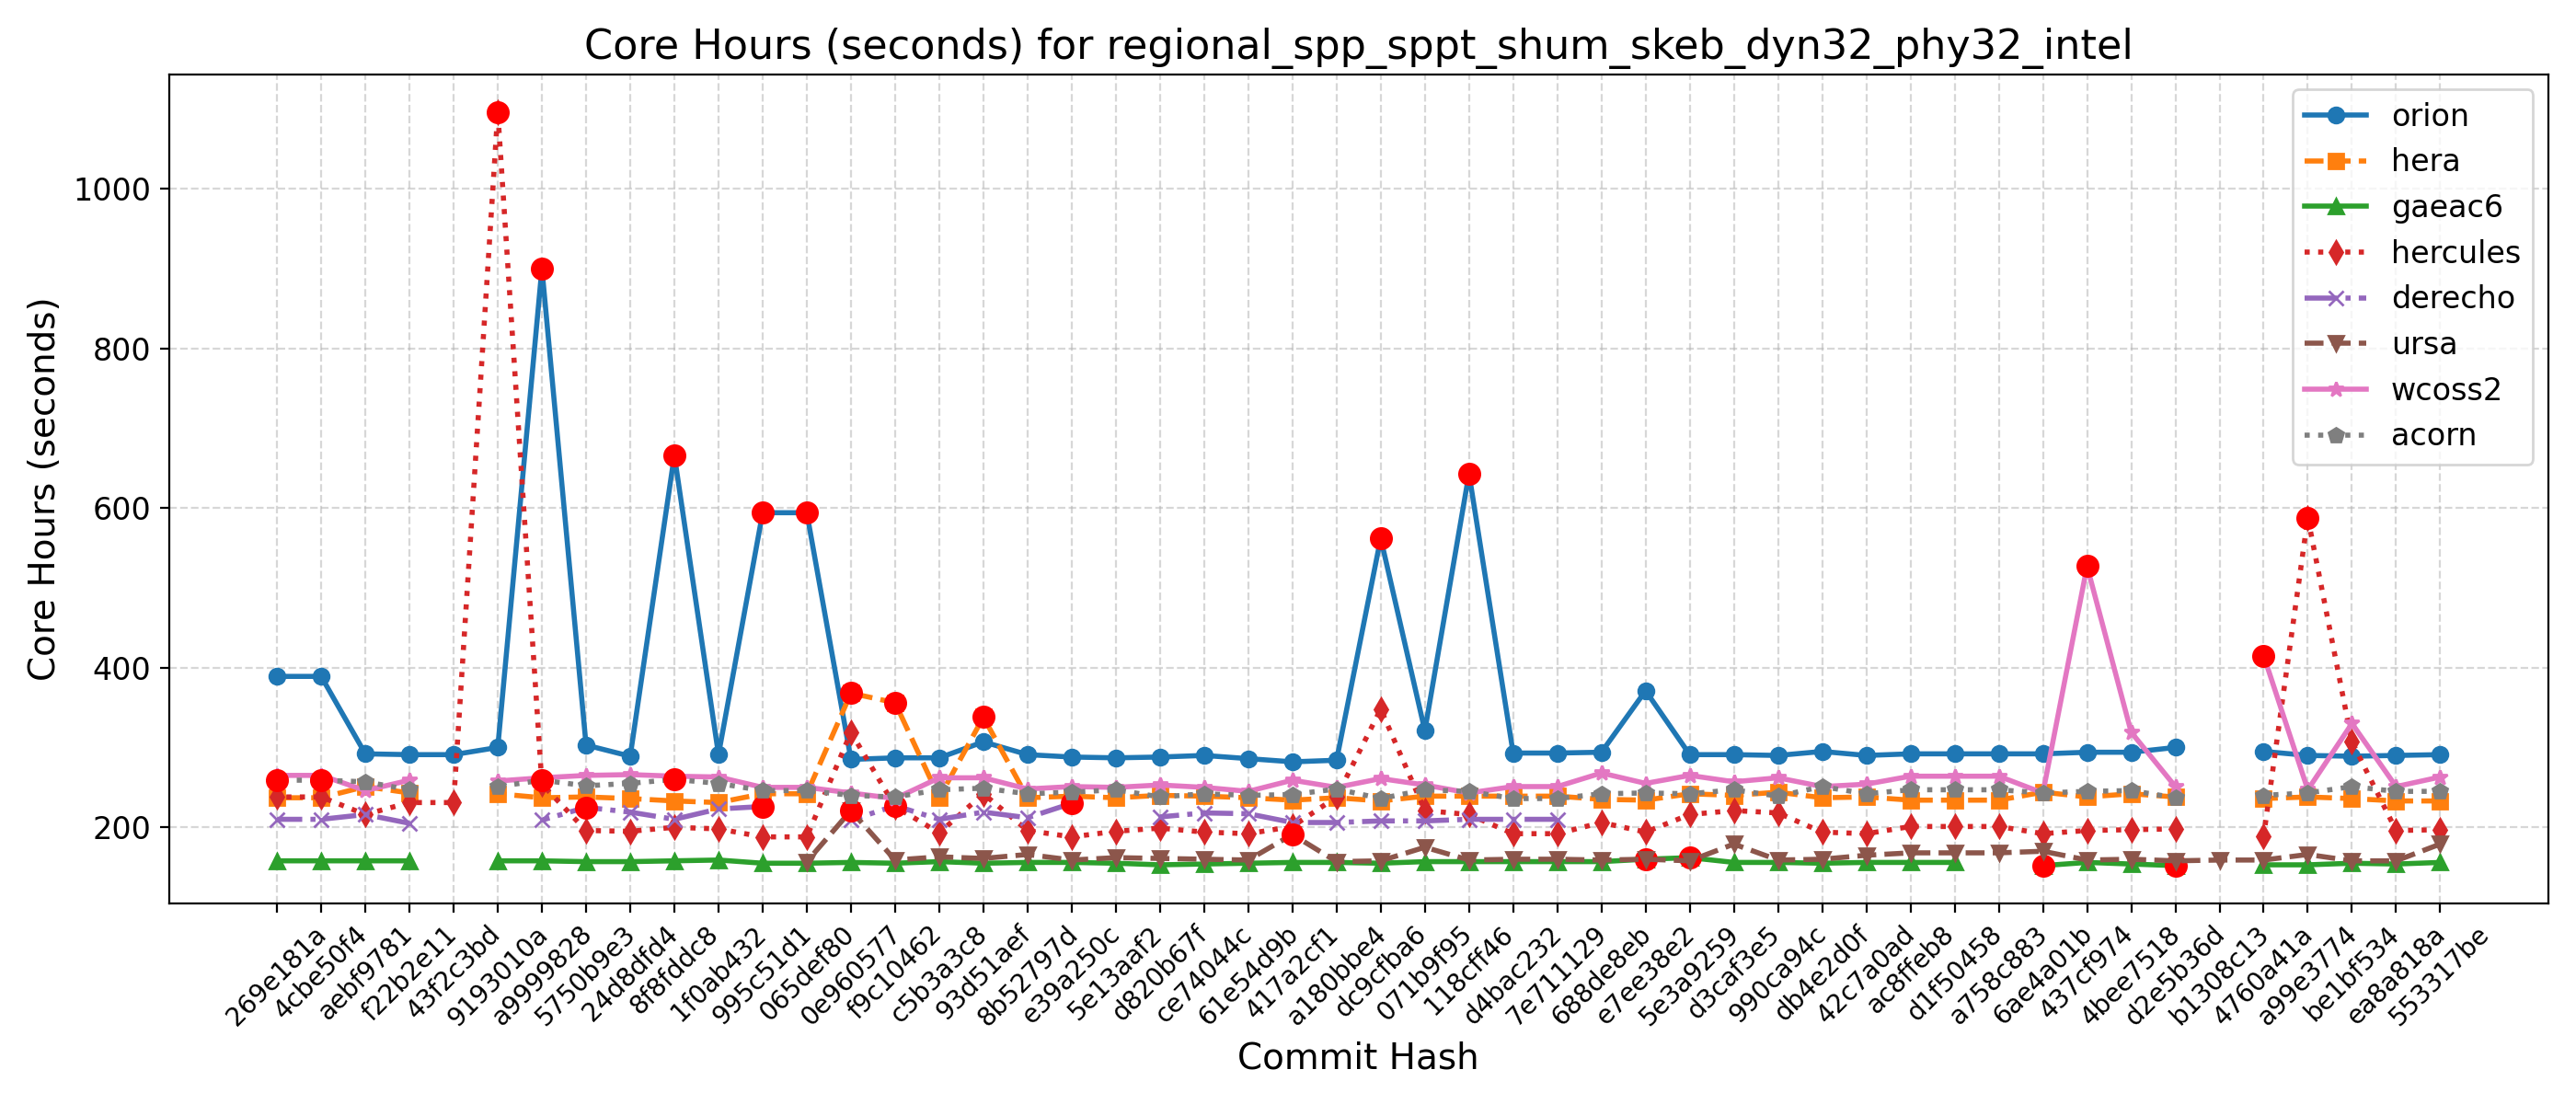 Core Hours (seconds) for regional_spp_sppt_shum_skeb_dyn32_phy32_intel
Core Hours (seconds)
1000
800
600
400
200
orion
hera
gaeac6
hercules
derecho
ursa
wcoss2
acorn
269e181a
4cbe50f4
aebf9781
f22b2e11
43f2c3bd
9193010a
a9999828
5750b9e3
24d8dfd4
8f8fddc8
1f0ab432
995c51d1
065def80
0e960577
f9c10462
c5b3a3c8
93d51aef
8b52797d
e39a250c
5e13aaf2
d820b67f
ce74044c
61e54d9b
417a2cf1
a180bbe4
dc9cfba6
071b9f95
118cff46
d4bac232
7e711129
688de8eb
e7ee38e2
5e3a9259
d3caf3e5
990ca94c
db4e2d0f
42c7a0ad
ac8ffeb8
d1f50458
a758c883
6ae4a01b
437cf974
4bee7518
d2e5b36d
b1308c13
4760a41a
a99e3774
be1bf534
ea8a818a
553317be
Commit Hash